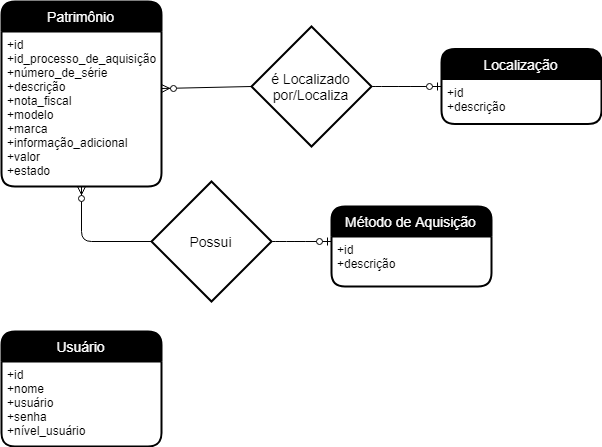 Patrimônio
+id
+id_processo_de_aquisição
+número_de_série
+descrição
+nota_fiscal
+modelo
+marca
+informação_adicional
+valor
+estado
é Localizado
por/Localiza
Localização
+id
+descrição
Possui
Método de Aquisição
+id
+descrição
Usuário
+id
+nome
+usuário
+senha
+nível_usuário